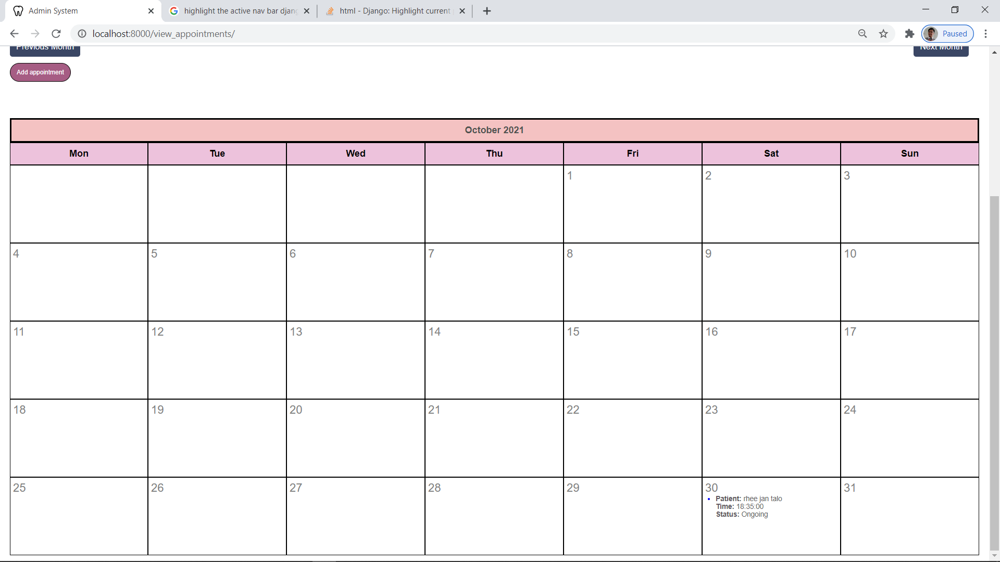 Admin System
highlight the active nav bar djang
html - Django: Highlight current
localhost:8000/view_appointments/
Paused
Previous Month
Next Month
Add appointment
October 2021
Mon Tue Wed Thu Fri Sat Sun
1 2 3
4 5 6 7 8 9 10
11 12 13 14 15 16 17
18 19 20 21 22 23 24
25 26 27 28 29 30 31
Patient: rhee jan talo
Time: 18:35:00
Status: Ongoing